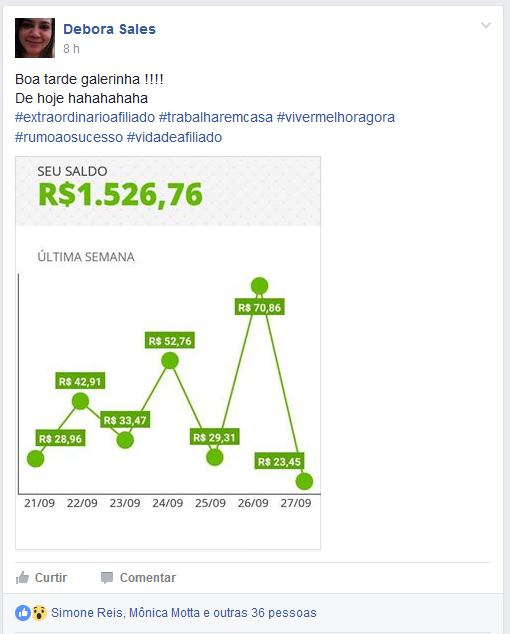 Debora Sales
8 h
Boa tarde galerinha !!!!
De hoje hahahahaha
#extraordinarioafiliado #trabalharemcasa #vivermelhoragora
#rumoaosucesso #vidadeafiliado
SEU SALDO
R$1.526,76
ÚLTIMA SEMANA
R$ 70,86
R$ 52,76
R$ 42,91
R$ 33,47
R$ 28,96
R$ 29,31
R$ 23,45
21/09 22/09 23/09 24/09 25/09 26/09 27/09
Curtir Comentar
Simone Reis, Mônica Motta e outras 36 pessoas